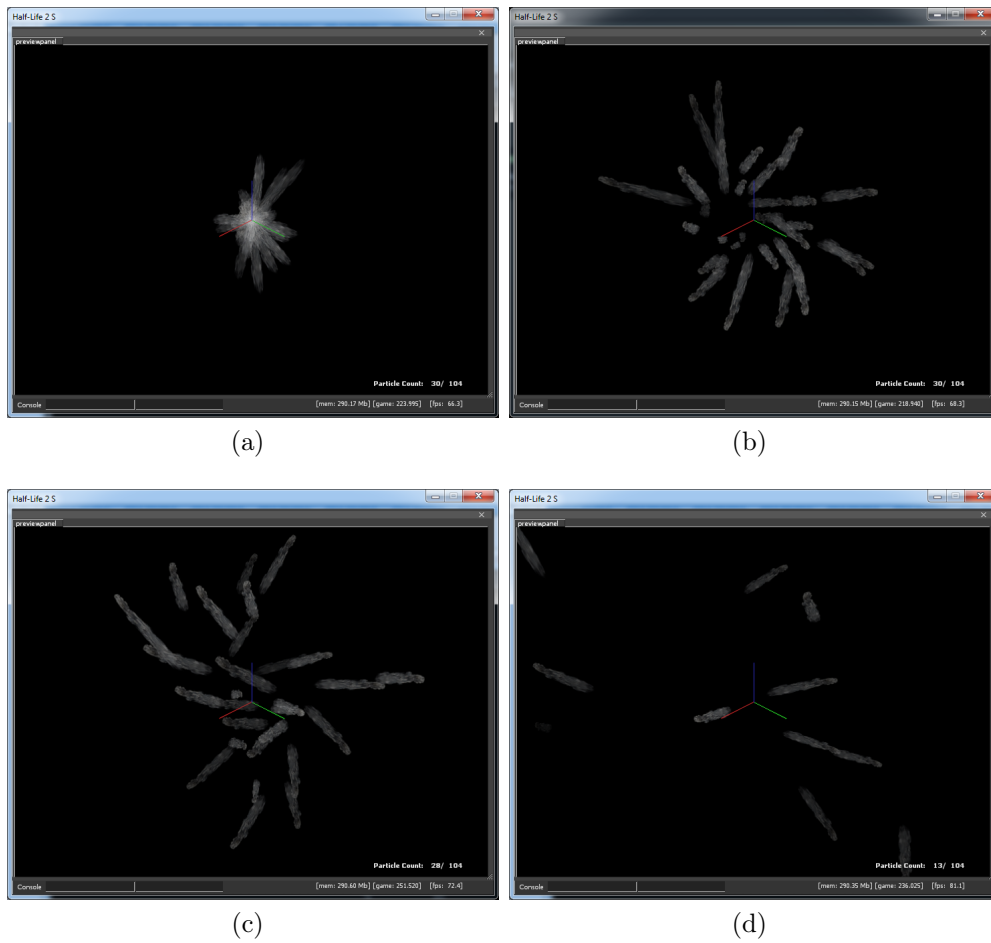 Half-Life 2 S
previewpanel
Particle Count: 30/ 104
Console
[mem: 290.17 Mb] [game: 223.995] [fps: 66.3]
(a)
Half-Life 2 S
previewpanel
Particle Count: 30/ 104
Console
[mem: 290.15 Mb] [game: 218.940] [fps: 68.3]
(b)
Half-Life 2 S
previewpanel
Particle Count: 28/ 104
Console
[mem: 290.60 Mb] [game: 251.520] [fps: 72.4]
(c)
Half-Life 2 S
previewpanel
Particle Count: 13/ 104
Console
[mem: 290.35 Mb] [game: 236.025] [fps: 81.1]
(d)